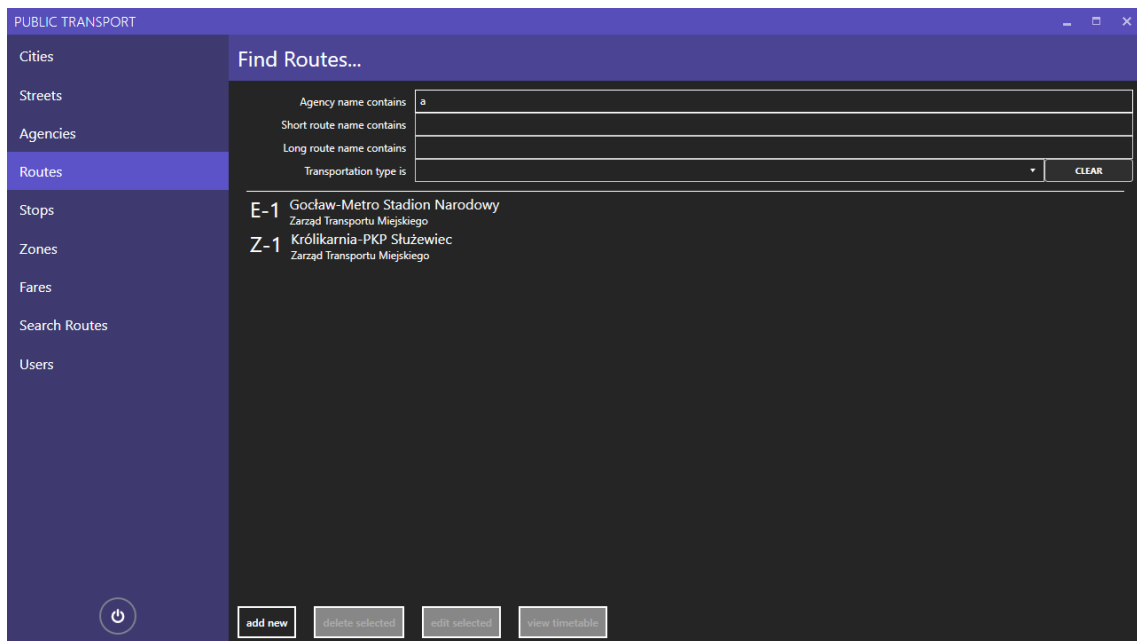 PUBLIC TRANSPORT
Cities
Streets
Agencies
Routes
Stops
Zones
Fares
Search Routes
Users
Find Routes...
Agency name contains a
Short route name contains
Long route name contains
Transportation type is CLEAR
E-1 Gocław-Metro Stadion Narodowy
Zarząd Transportu Miejskiego
Z-1 Królikarnia-PKP Służewiec
Zarząd Transportu Miejskiego
add new delete selected edit selected view timetable